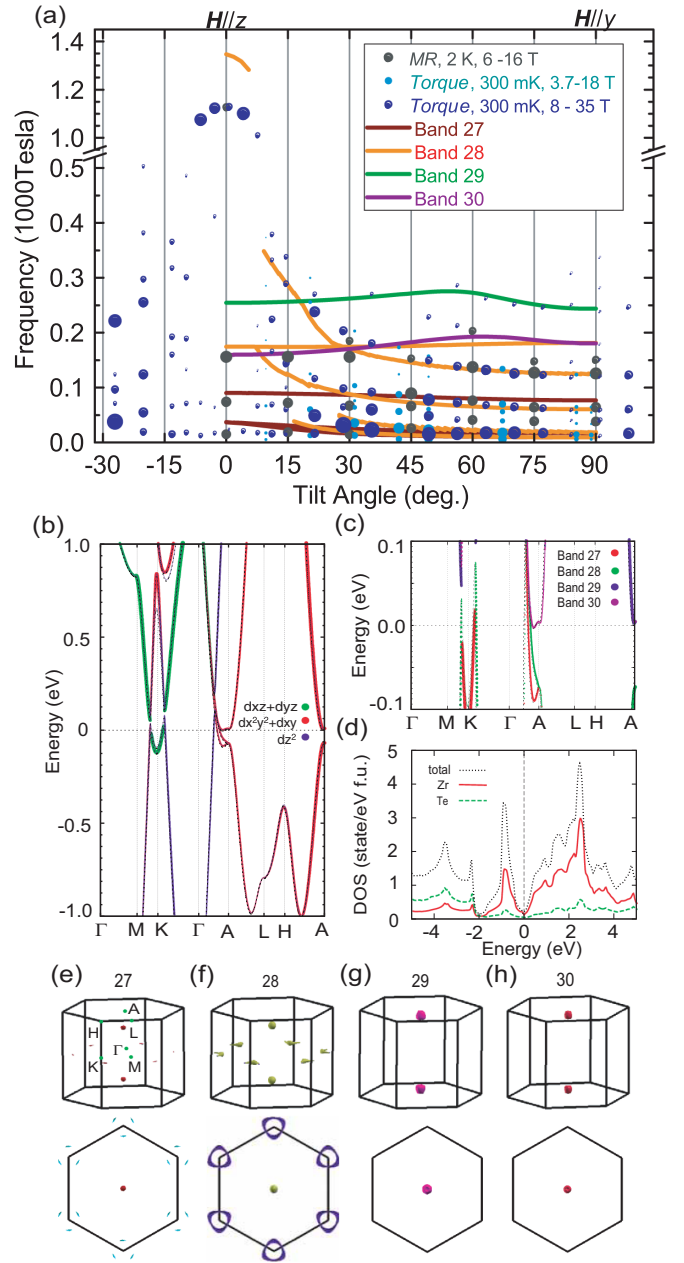 (a)
H//z
H//y
1.4
1.3
1.2
1.1
1.0
0.5
0.4
0.3
0.2
0.1
0.0
Frequency (1000Tesla)
MR, 2 K, 6 -16 T
Torque, 300 mK, 3.7-18 T
Torque, 300 mK, 8 - 35 T
Band 27
Band 28
Band 29
Band 30
-30 -15 0 15 30 45 60 75 90
Tilt Angle (deg.)
(b)
1.0
0.5
0
-0.5
-1.0
Energy (eV)
dxz+dyz
dx²y²+dxy
dz²
Γ M K Γ A L H A
(c)
0.1
0.0
-0.1
Energy (eV)
Band 27
Band 28
Band 29
Band 30
Γ M K Γ A L H A
(d)
5
4
3
2
1
0
DOS (state/eV f.u.)
total
Zr
Te
-4 -2 0 2 4
Energy (eV)
(e) 27
A
H L
Γ
K M
(f) 28
(g) 29
(h) 30